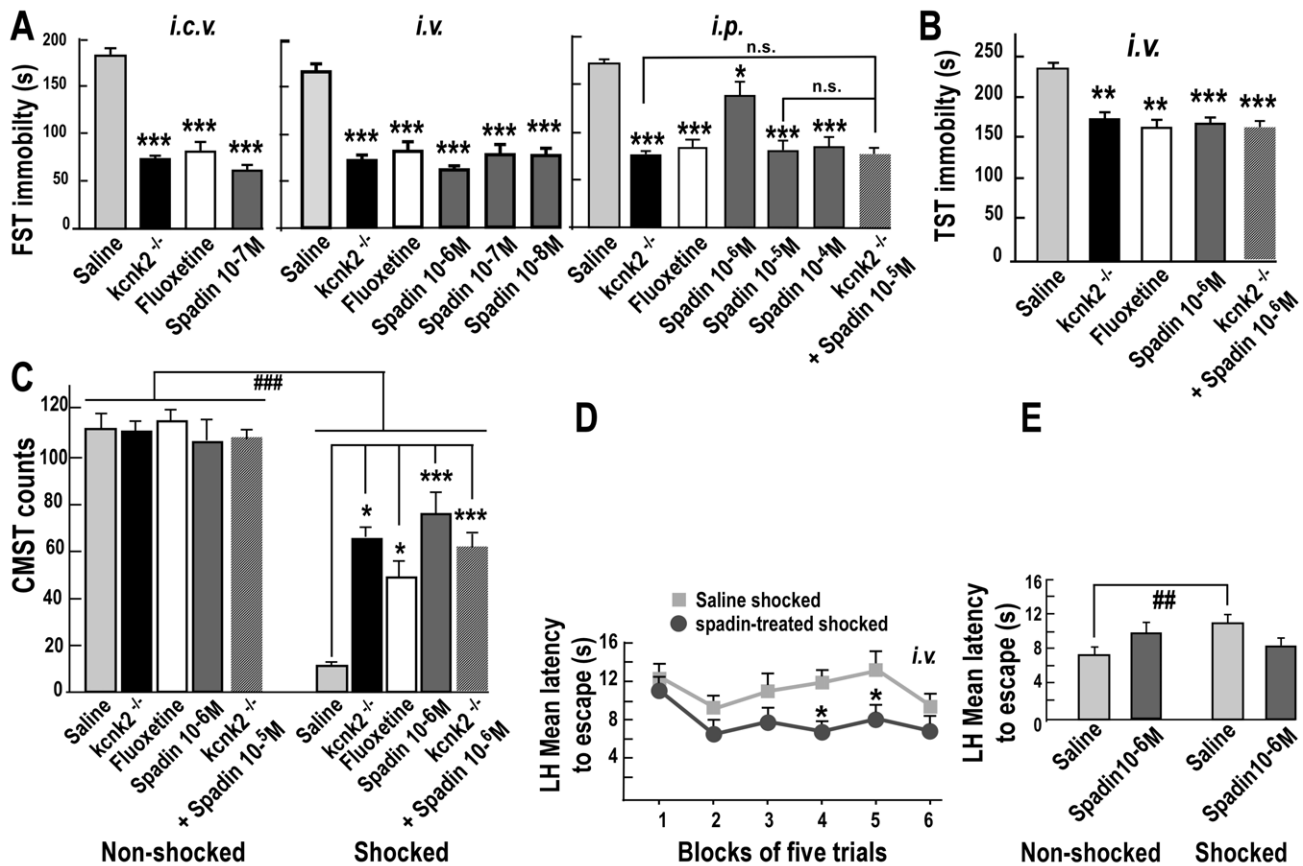 A
i.c.v.
i.v.
i.p.
FST immobilty (s)
200
150
100
50
0
***
***
***
***
***
***
***
***
n.s.
n.s.
***
***
*
***
***
Saline
kcnk2 -/-
Fluoxetine
Spadin 10-7M
Saline
kcnk2 -/-
Fluoxetine
Spadin 10-6M
Spadin 10-7M
Spadin 10-8M
Saline
kcnk2 -/-
Fluoxetine
Spadin 10-6M
Spadin 10-5M
Spadin 10-4M
kcnk2 -/-
+ Spadin 10-5M
B
i.v.
TST immobilty (s)
250
200
150
100
50
0
**
**
***
***
Saline
kcnk2 -/-
Fluoxetine
Spadin 10-6M
kcnk2 -/-
+ Spadin 10-6M
C
###
CMST counts
120
100
80
60
40
20
0
*
*
***
***
Saline
kcnk2 -/-
Fluoxetine
Spadin 10-6M
kcnk2 -/-
+ Spadin 10-5M
Saline
kcnk2 -/-
Fluoxetine
Spadin 10-6M
kcnk2 -/-
+ Spadin 10-6M
Non-shocked
Shocked
D
Saline shocked
spadin-treated shocked
i.v.
LH Mean latency
to escape (s)
16
12
8
4
*
*
1 2 3 4 5 6
Blocks of five trials
E
##
LH Mean latency
to escape (s)
16
12
8
4
0
Saline
Spadin10-6M
Saline
Spadin10-6M
Non-shocked
Shocked